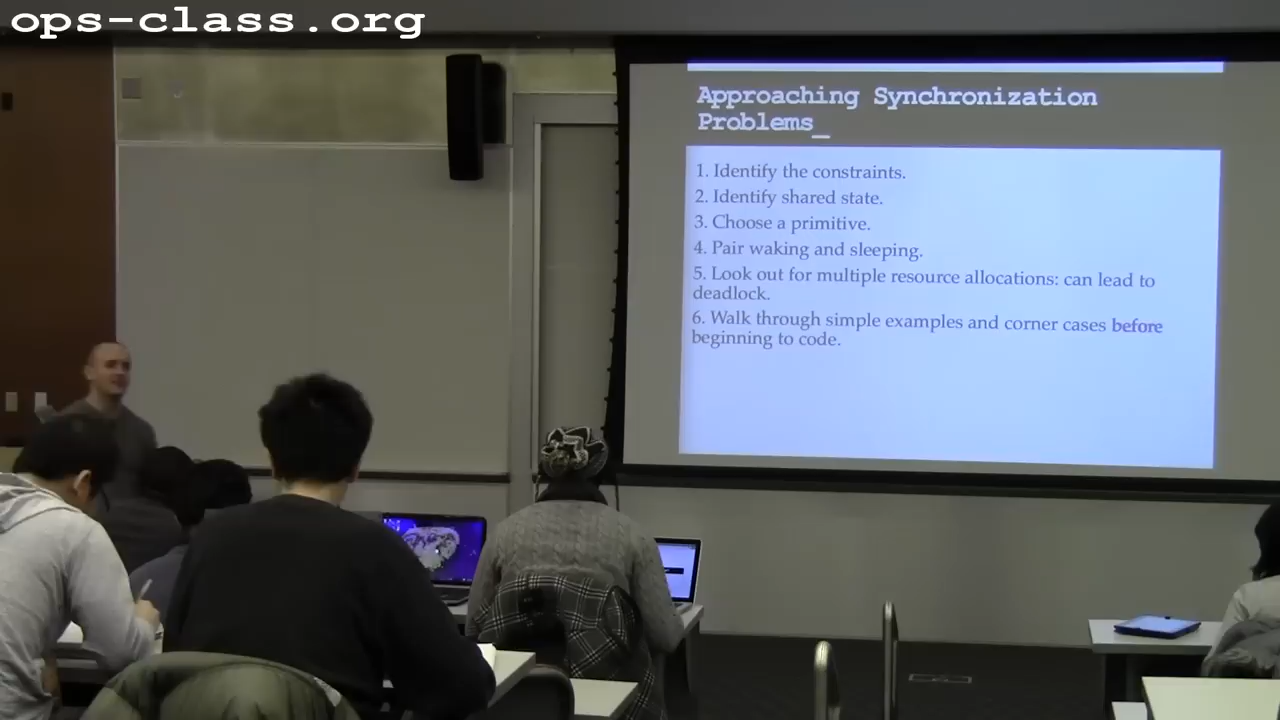 ops-class.org
Approaching Synchronization
Problems_
1. Identify the constraints.
2. Identify shared state.
3. Choose a primitive.
4. Pair waking and sleeping.
5. Look out for multiple resource allocations: can lead to
deadlock.
6. Walk through simple examples and corner cases before
beginning to code.